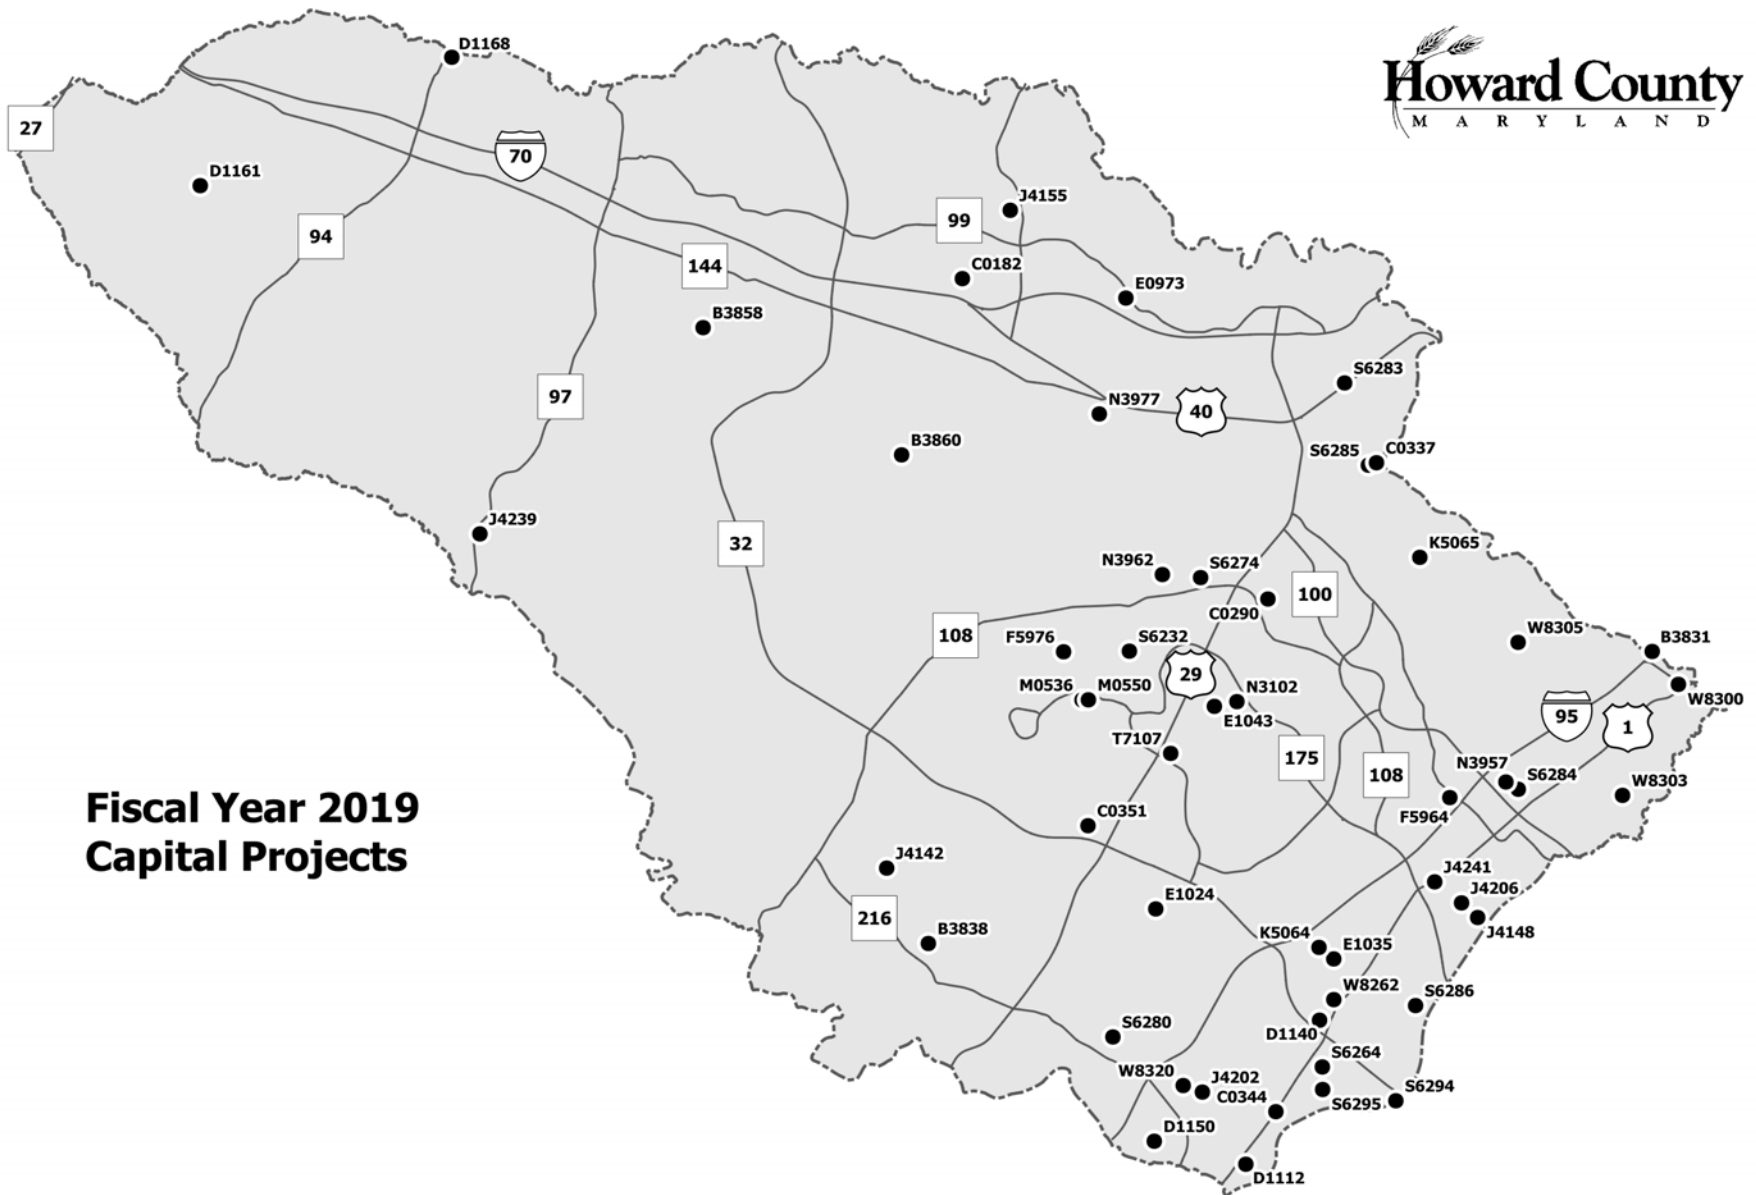 D1168
Howard County
MARYLAND
27
70
D1161
J4155
99
94
144
C0182
E0973
B3858
S6283
97
N3977
40
B3860
S6285
C0337
J4239
32
K5065
N3962
S6274
100
C0290
108
F5976
S6232
W8305
B3831
29
M0536
M0550
N3102
W8300
E1043
95
1
T7107
175
108
N3957
S6284
W8303
Fiscal Year 2019
Capital Projects
C0351
F5964
J4142
J4241
J4206
E1024
216
B3838
K5064
E1035
J4148
W8262
S6286
S6280
D1140
S6264
W8320
J4202
C0344
S6294
S6295
D1150
D1112